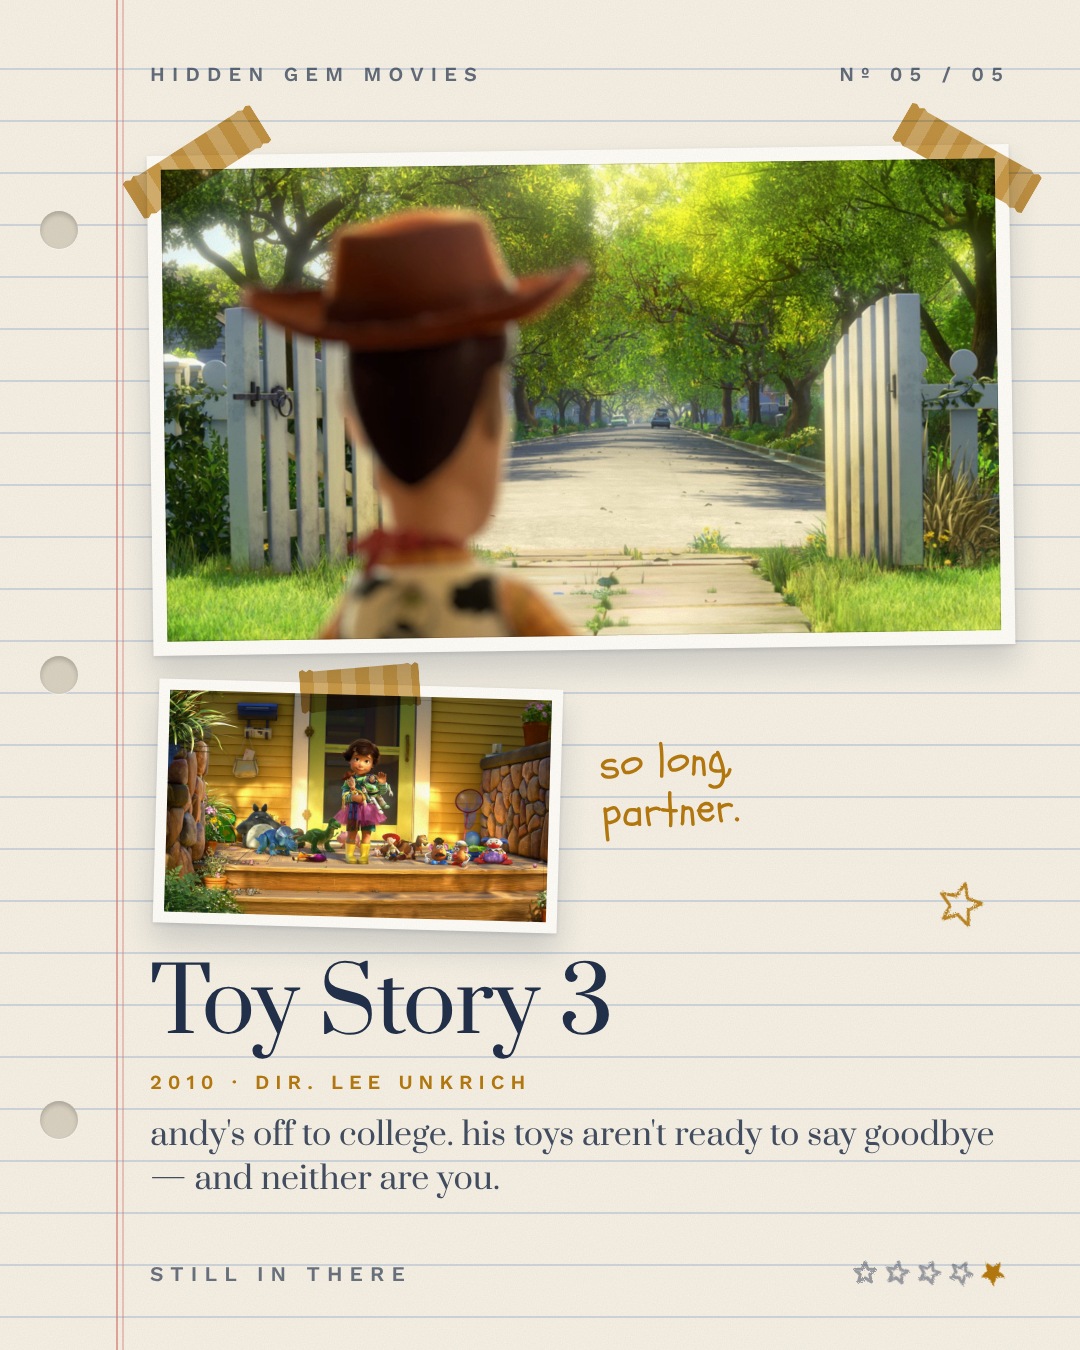 HIDDEN GEM MOVIES
Nº 05 / 05
so long,
partner.
Toy Story 3
2010 · DIR. LEE UNKRICH
andy's off to college. his toys aren't ready to say goodbye
— and neither are you.
STILL IN THERE